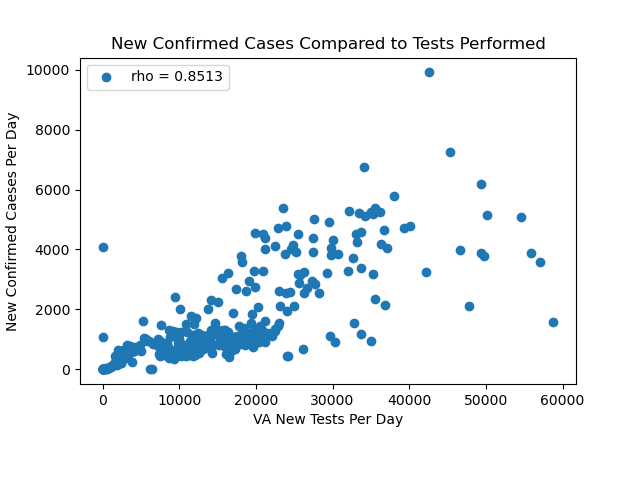 New Confirmed Cases Compared to Tests Performed
rho = 0.8513
New Confirmed Caeses Per Day
10000
8000
6000
4000
2000
0
0 10000 20000 30000 40000 50000 60000
VA New Tests Per Day